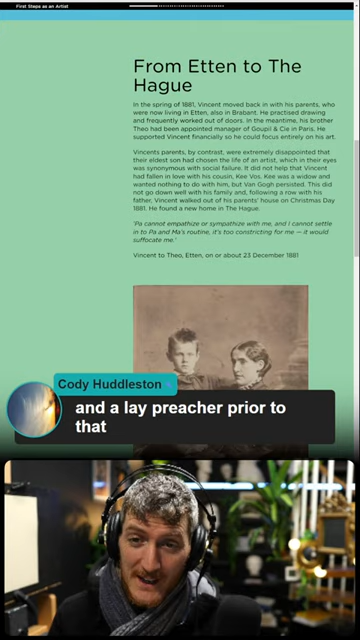 First Steps as an Artist
From Etten to The
Hague
In the spring of 1881, Vincent moved back in with his parents, who
were now living in Etten, also in Brabant. He practised drawing
and frequently worked out of doors. In the meantime, his brother
Theo had been appointed manager of Goupil & Cie in Paris. He
supported Vincent financially so he could focus entirely on his art.
Vincents parents, by contrast, were extremely disappointed that
their eldest son had chosen the life of an artist, which in their eyes
was synonymous with social failure. It did not help that Vincent
had fallen in love with his cousin, Kee Vos. Kee was a widow and
wanted nothing to do with him, but Van Gogh persisted. This did
not go down well with his family and, following a row with his
father, Vincent walked out of his parents' house on Christmas Day
1881. He found a new home in The Hague.
'Pa cannot empathize or sympathize with me, and I cannot settle
in to Pa and Ma's routine, it's too constricting for me — it would
suffocate me.'
Vincent to Theo, Etten, on or about 23 December 1881
Cody Huddleston
and a lay preacher prior to
that